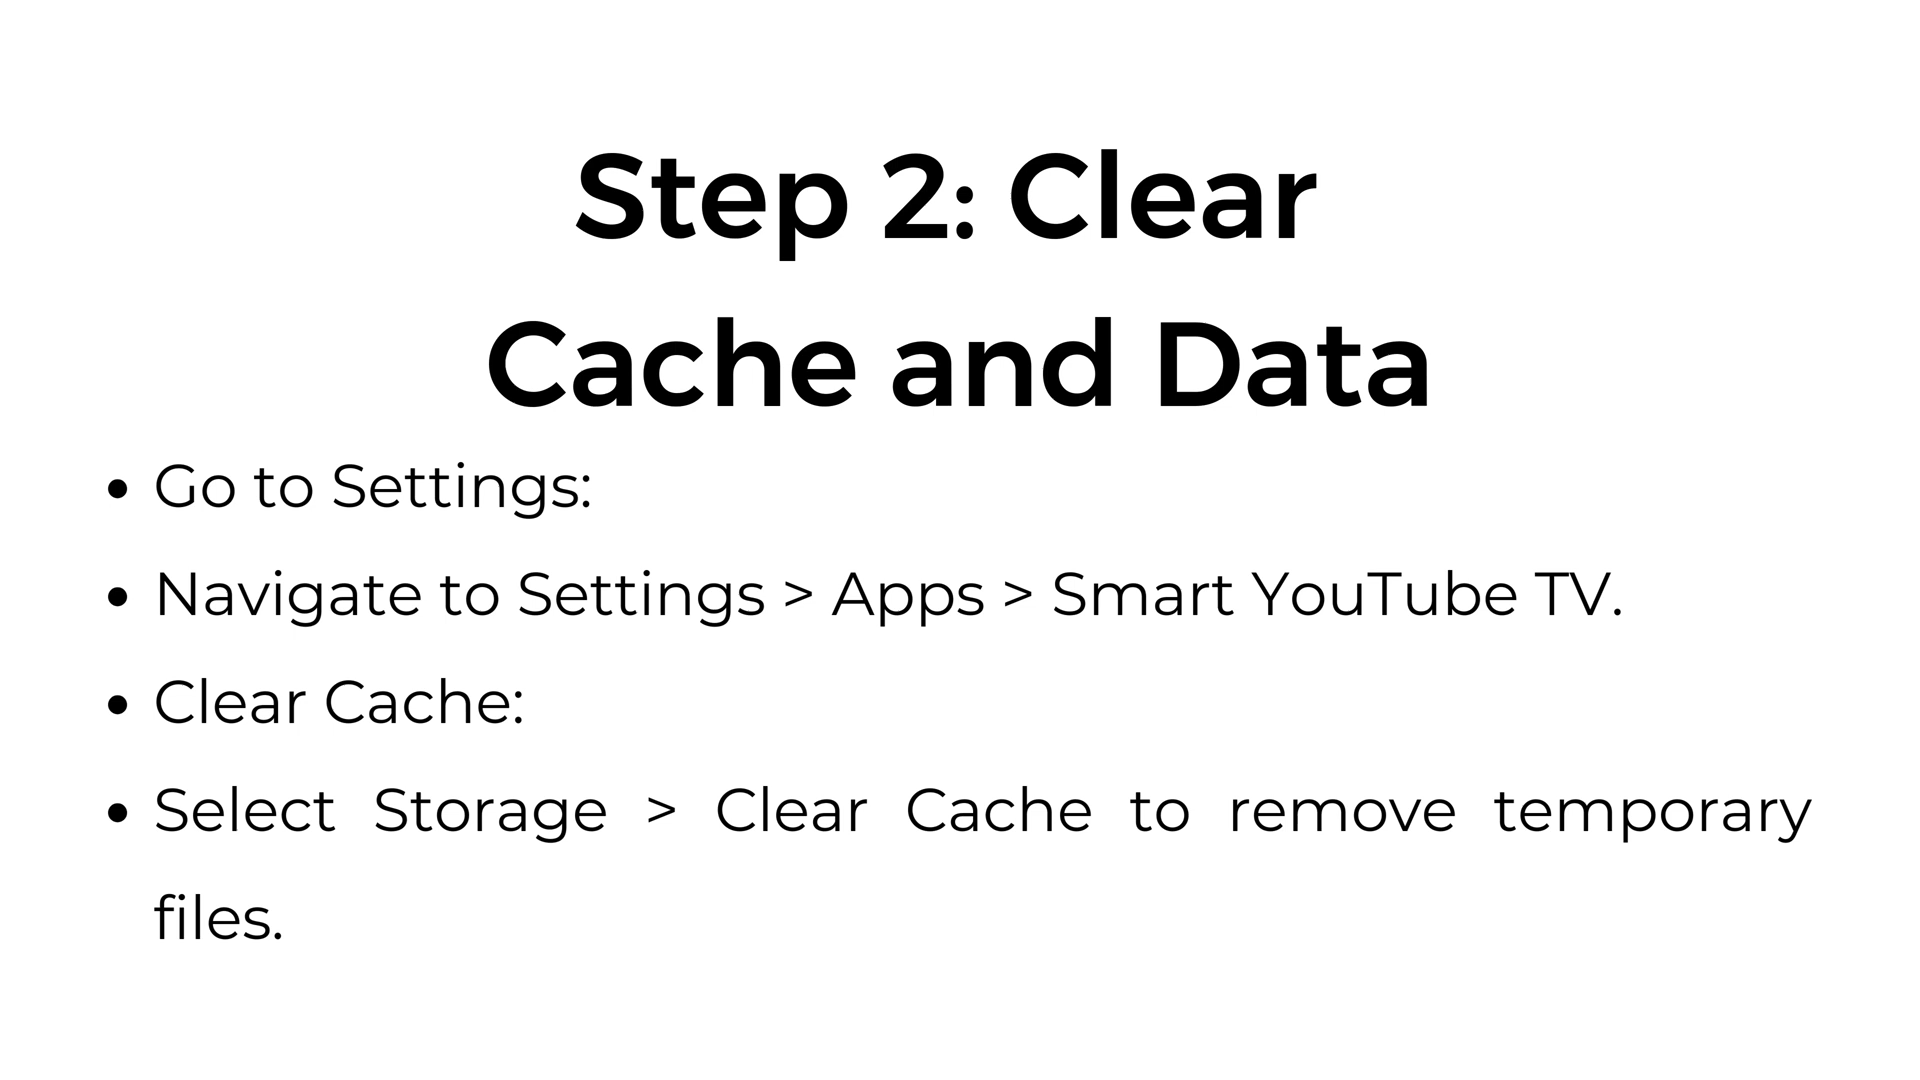 Step 2: Clear
Cache and Data
• Go to Settings:
• Navigate to Settings > Apps > Smart YouTube TV.
• Clear Cache:
• Select Storage > Clear Cache to remove temporary
files.